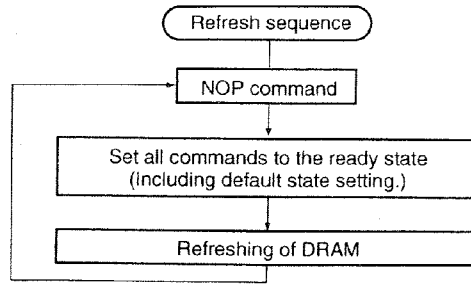 Refresh sequence
NOP command
Set all commands to the ready state
(including default state setting.)
Refreshing of DRAM